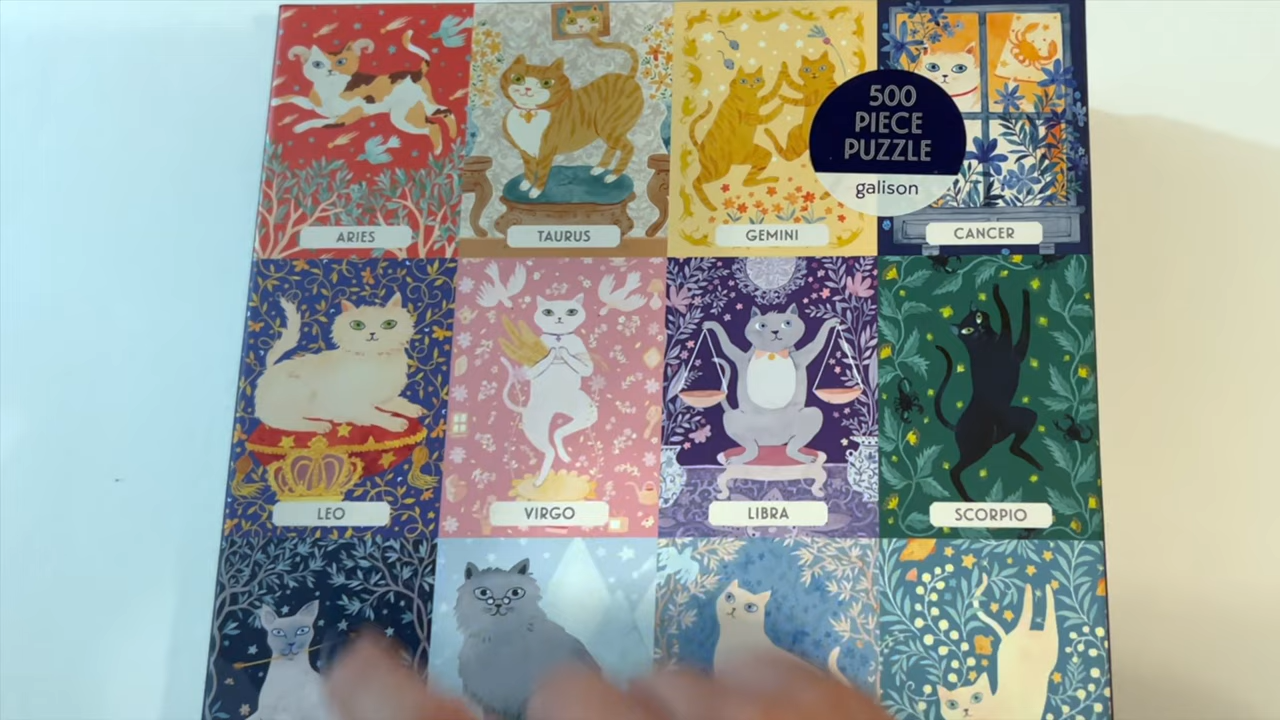 500
PIECE
PUZZLE
galison
ARIES
TAURUS
GEMINI
CANCER
LEO
VIRGO
LIBRA
SCORPIO